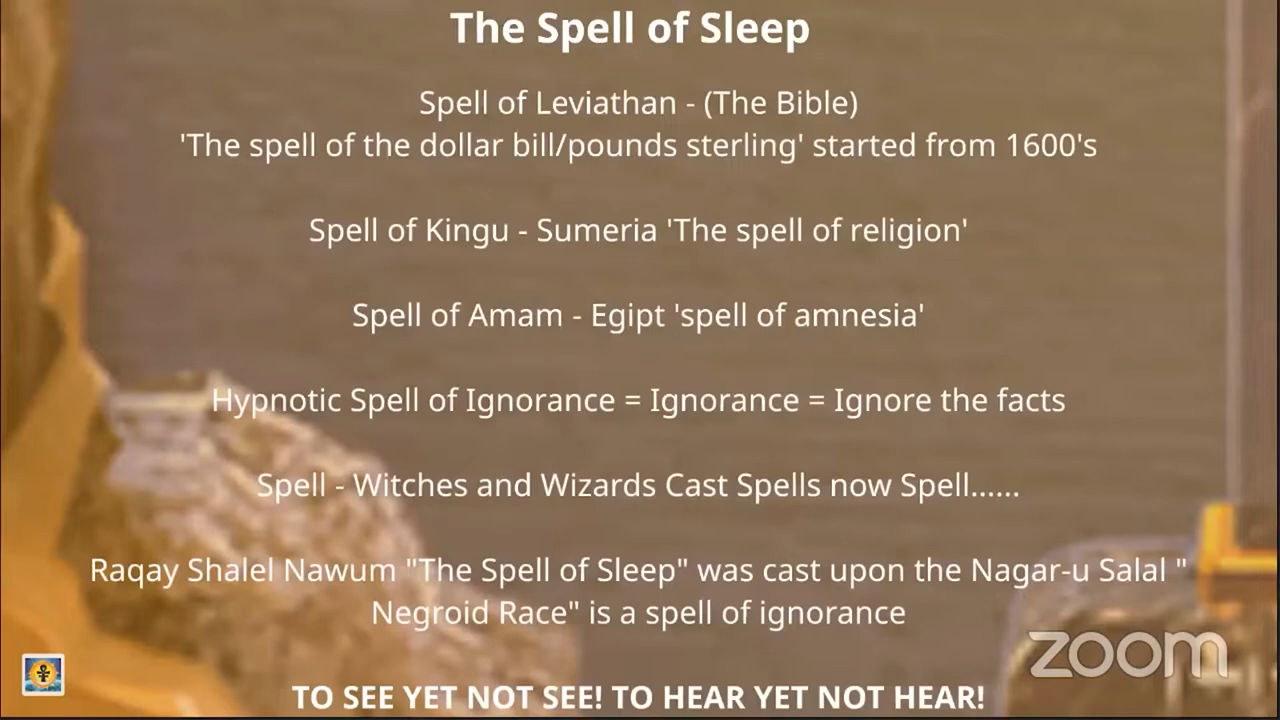 The Spell of Sleep
Spell of Leviathan - (The Bible)
'The spell of the dollar bill/pounds sterling' started from 1600's
Spell of Kingu - Sumeria 'The spell of religion'
Spell of Amam - Egipt 'spell of amnesia'
Hypnotic Spell of Ignorance = Ignorance = Ignore the facts
Spell - Witches and Wizards Cast Spells now Spell......
Raqay Shalel Nawum "The Spell of Sleep" was cast upon the Nagar-u Salal "
Negroid Race" is a spell of ignorance
zoom
TO SEE YET NOT SEE! TO HEAR YET NOT HEAR!